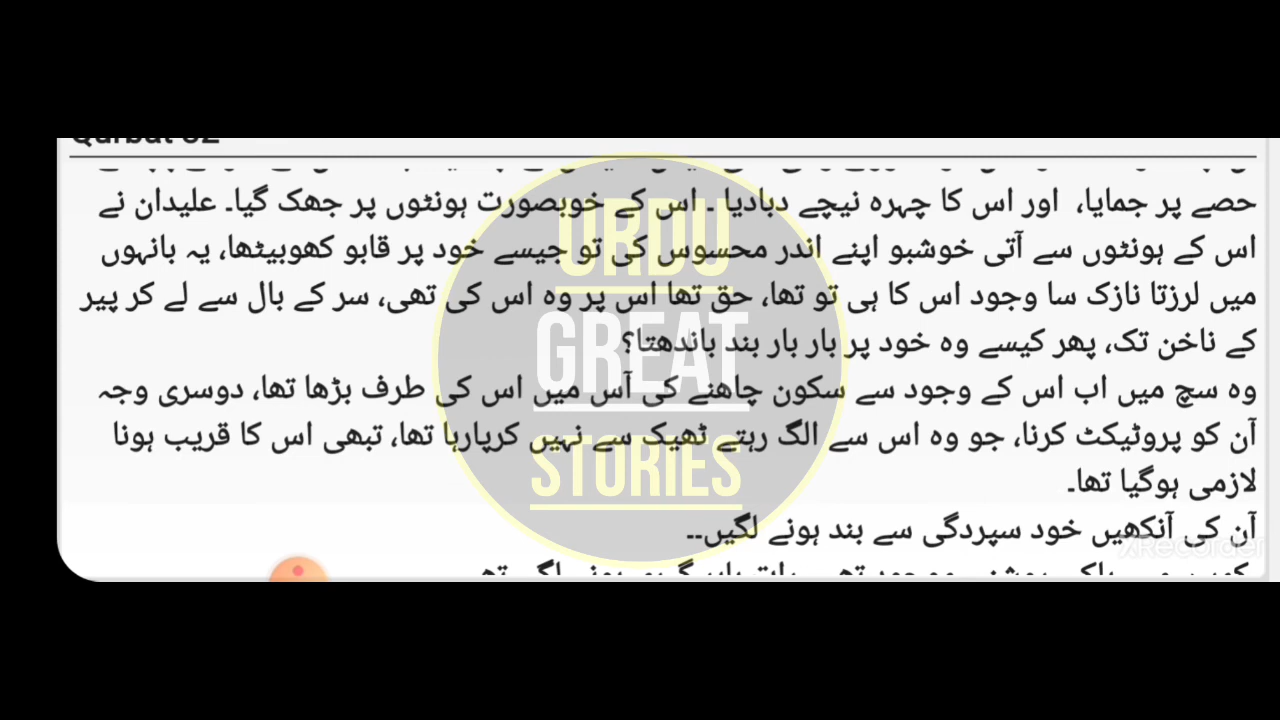 حصے پر جمایا، اور اس کا چہرہ نیچے دبادیا ۔ اس کے خوبصورت ہونٹوں پر جھک گیا۔ علیدان نے
اس کے ہونٹوں سے آتی خوشبو اپنے اندر محسوس کی تو جیسے خود پر قابو کھوبیٹھا، یہ بانہوں
میں لرزتا نازک سا وجود اس کا ہی تو تھا، حق تھا اس پر وہ اس کی تھی، سر کے بال سے لے کر پیر
کے ناخن تک، پھر کیسے وہ خود پر بار بار بند باندھتا؟
وہ سچ میں اب اس کے وجود سے سکون چاھنے کی آس میں اس کی طرف بڑھا تھا، دوسری وجہ
آن کو پروٹیکٹ کرنا، جو وہ اس سے الگ رہتے ٹھیک سے نہیں کرپارہا تھا، تبھی اس کا قریب ہونا
لازمی ہوگیا تھا۔
آن کی آنکھیں خود سپردگی سے بند ہونے لگیں۔۔
URDU
GREAT
STORIES
XRecorder